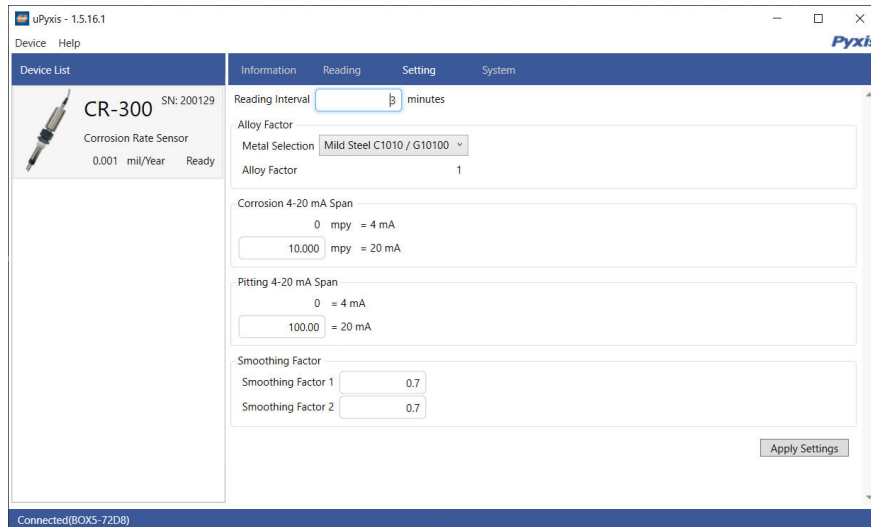 uPyxis - 1.5.16.1
Device Help
Device List
Information Reading Setting System
CR-300 SN: 200129
Corrosion Rate Sensor
0.001 mil/Year Ready
Reading Interval 3 minutes
Alloy Factor
Metal Selection Mild Steel C1010 / G10100
Alloy Factor 1
Corrosion 4-20 mA Span
0 mpy = 4 mA
10.000 mpy = 20 mA
Pitting 4-20 mA Span
0 = 4 mA
100.00 = 20 mA
Smoothing Factor
Smoothing Factor 1 0.7
Smoothing Factor 2 0.7
Apply Settings
Connected(BOX5-72D8)